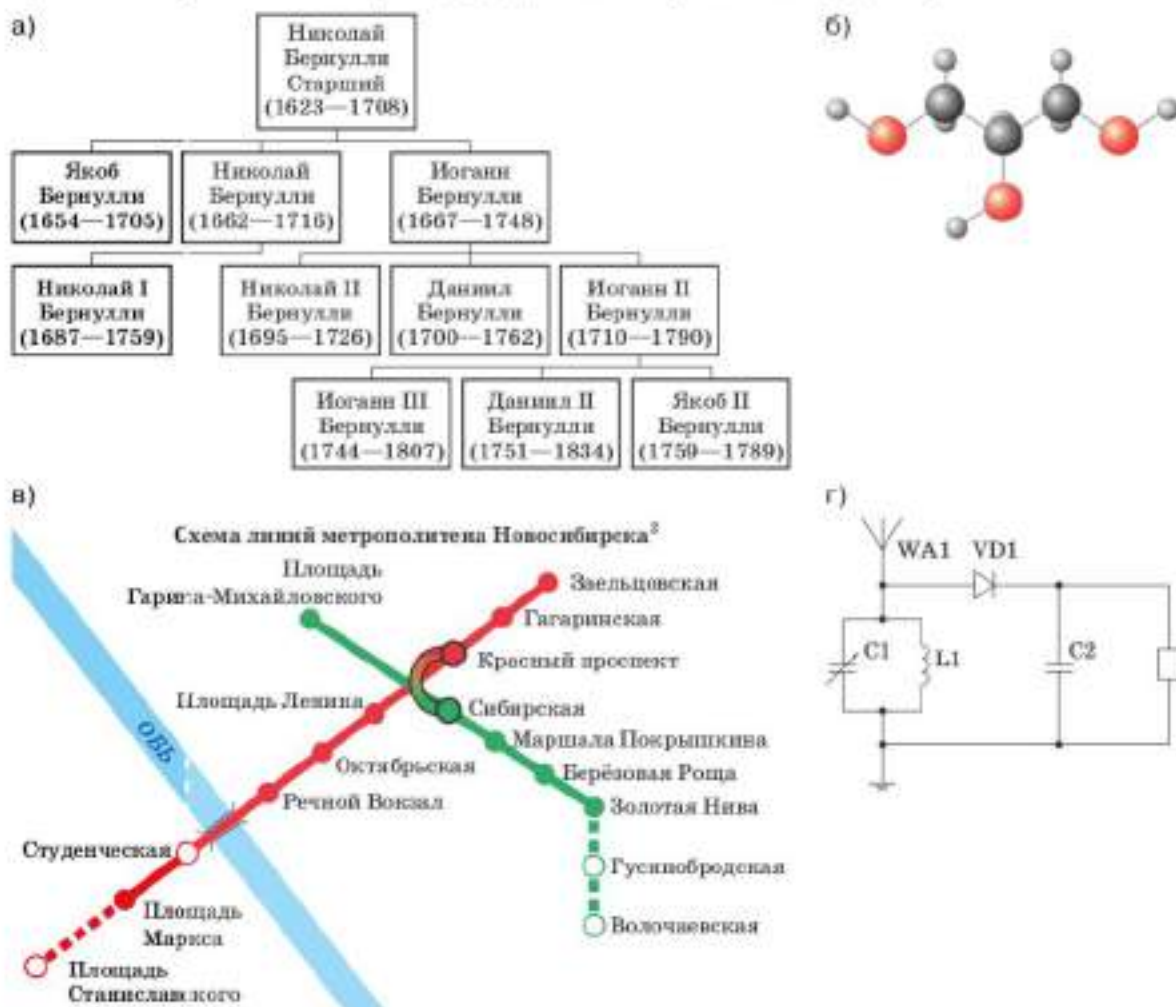 а)
Николай
Бернулли
Старший
(1623—1708)
Якоб
Бернулли
(1654—1705)
Николай
Бернулли
(1662—1716)
Иоганн
Бернулли
(1667—1748)
Николай I
Бернулли
(1687—1759)
Николай II
Бернулли
(1695—1726)
Даниил
Бернулли
(1700—1762)
Иоганн II
Бернулли
(1710—1790)
Иоганн III
Бернулли
(1744—1807)
Даниил II
Бернулли
(1751—1834)
Якоб II
Бернулли
(1759—1789)
б)
в)
Схема линий метрополитена Новосибирска³
Площадь
Гарина-Михайловского
Заельцовская
Гагаринская
Красный проспект
Площадь Ленина
Сибирская
Маршала Покрышкина
Октябрьская
Берёзовая Роща
Речной Вокзал
Золотая Нива
ОБЬ
Студенческая
Гусинобродская
Площадь
Маркса
Волочаевская
Площадь
Станиславского
г)
WA1 VD1
C1
L1
C2